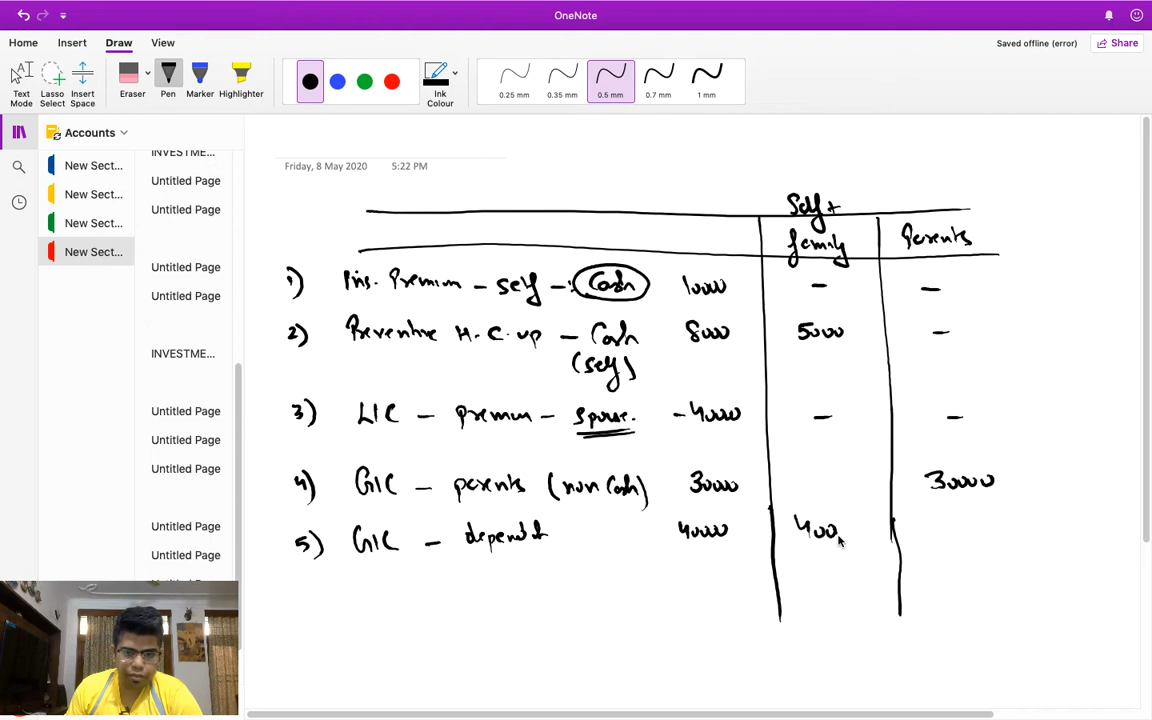 OneNote
Home Insert Draw View
Saved offline (error) Share
Text Mode
Lasso Select
Insert Space
Eraser
Pen
Marker
Highlighter
Ink Colour
0.25 mm 0.35 mm 0.5 mm 0.7 mm 1 mm
Accounts
New Sect...
New Sect...
New Sect...
New Sect...
INVESTME...
Untitled Page
Untitled Page
Untitled Page
Untitled Page
INVESTME...
Untitled Page
Untitled Page
Untitled Page
Untitled Page
Untitled Page
Friday, 8 May 2020 5:22 PM
Self +
family Parents
1) Ins. Premium - self - Cash 10000 - -
2) Preventive H.C.up - Cash 8000 5000 -
(self)
3) LIC - premium - spouse. - 4000 - -
4) GIC - parents (non Cash) 30000 30000
5) GIC - 40000 400